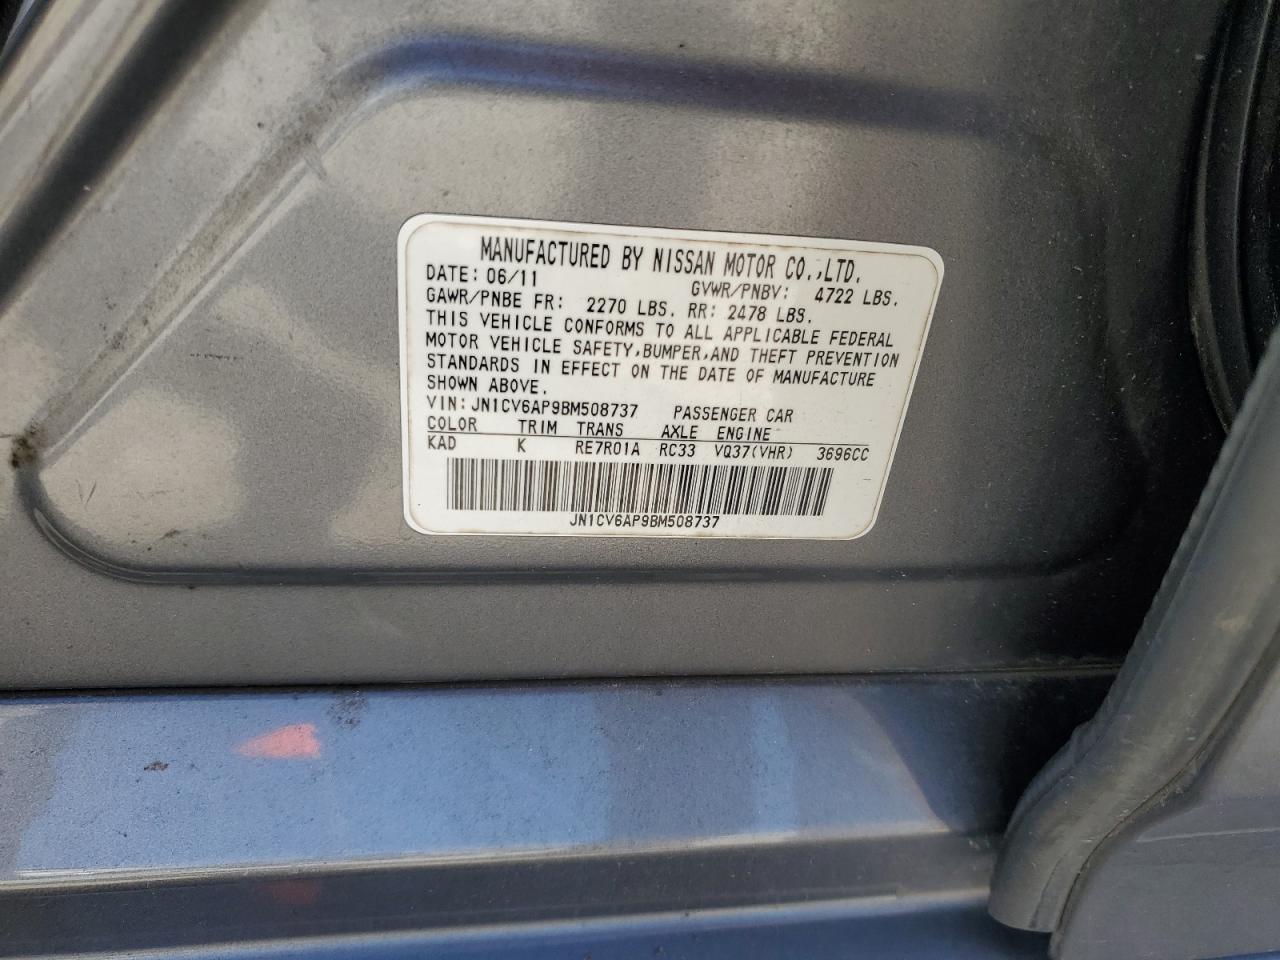 MANUFACTURED BY NISSAN MOTOR CO.,LTD.
DATE: 06/11 GVWR/PNBV: 4722 LBS.
GAWR/PNBE FR: 2270 LBS. RR: 2478 LBS.
THIS VEHICLE CONFORMS TO ALL APPLICABLE FEDERAL
MOTOR VEHICLE SAFETY,BUMPER,AND THEFT PREVENTION
STANDARDS IN EFFECT ON THE DATE OF MANUFACTURE
SHOWN ABOVE.
VIN:JN1CV6AP9BM508737 PASSENGER CAR
COLOR TRIM TRANS AXLE ENGINE
KAD K RE7R01A RC33 VQ37(VHR) 3696CC
JN1CV6AP9BM508737